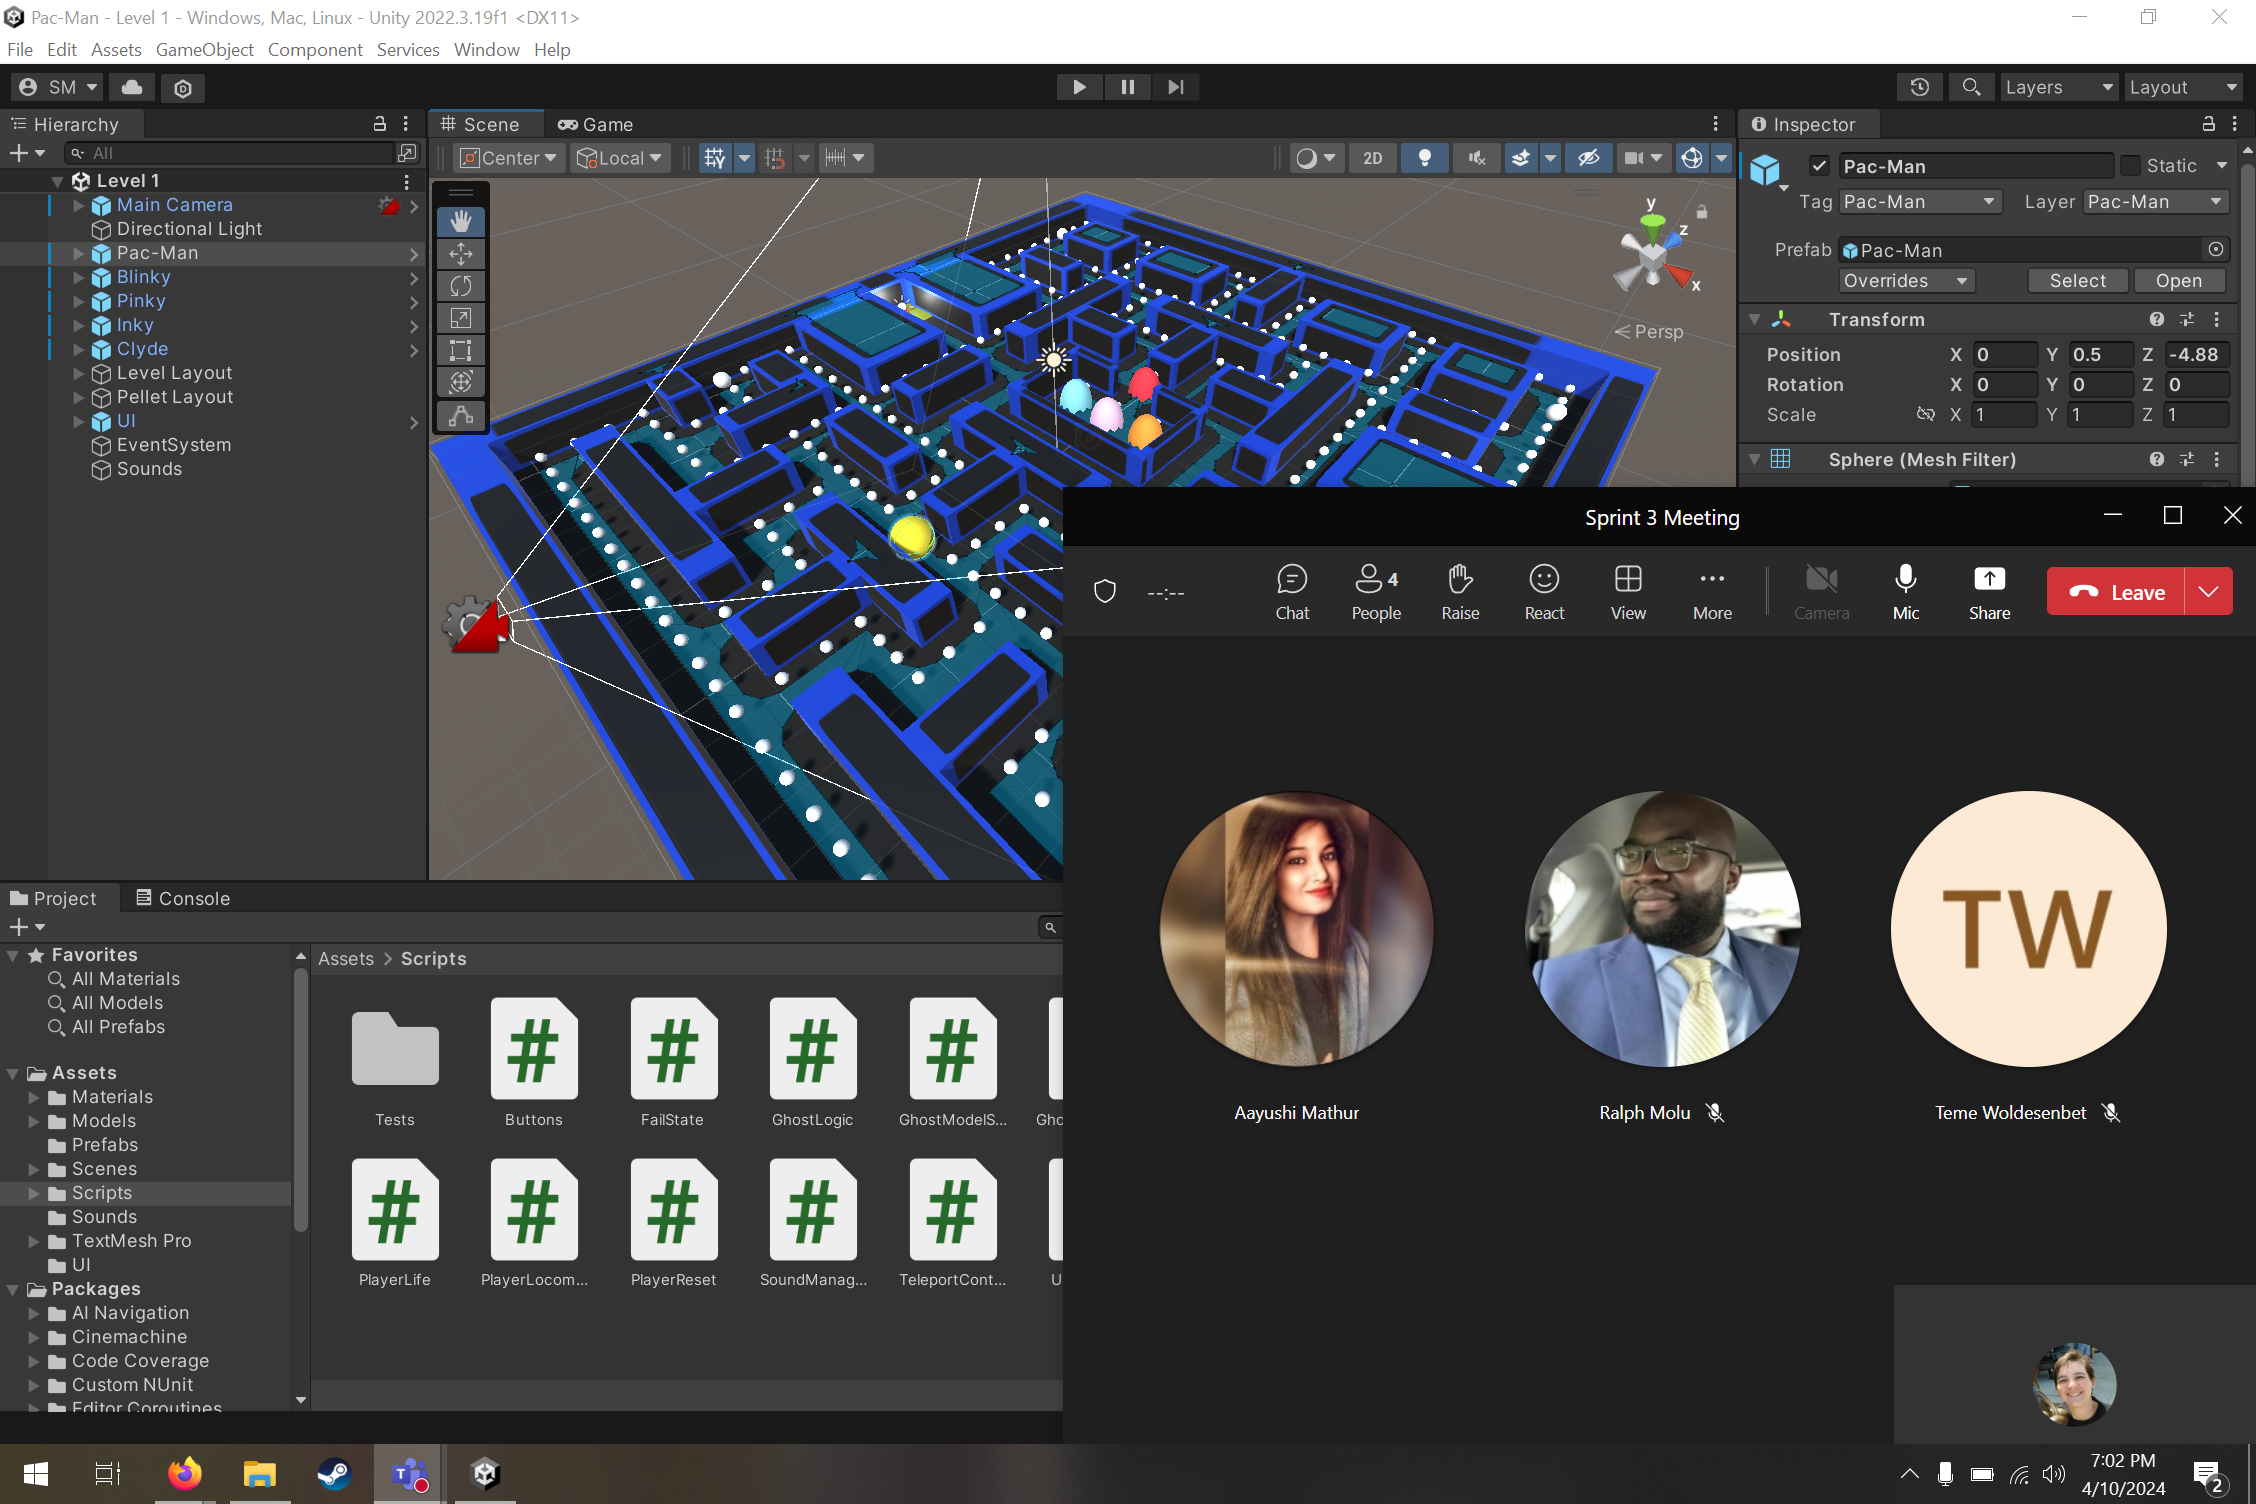 Pac-Man - Level 1 - Windows, Mac, Linux - Unity 2022.3.19f1 <DX11>
File Edit Assets GameObject Component Services Window Help
SM
Layers
Layout
Hierarchy
All
Level 1
Main Camera
Directional Light
Pac-Man
Blinky
Pinky
Inky
Clyde
Level Layout
Pellet Layout
UI
EventSystem
Sounds
Scene
Game
Center
Local
2D
y
z
x
Persp
Inspector
Pac-Man
Static
Tag Pac-Man Layer Pac-Man
Prefab Pac-Man
Overrides Select Open
Transform
Position X 0 Y 0.5 Z -4.88
Rotation X 0 Y 0 Z 0
Scale X 1 Y 1 Z 1
Sphere (Mesh Filter)
Sprint 3 Meeting
--:--
Chat
4
People
Raise
React
View
More
Camera
Mic
Share
Leave
TW
Aayushi Mathur
Ralph Molu
Teme Woldesenbet
Project
Console
Favorites
All Materials
All Models
All Prefabs
Assets
Materials
Models
Prefabs
Scenes
Scripts
Sounds
TextMesh Pro
UI
Packages
AI Navigation
Cinemachine
Code Coverage
Custom NUnit
Editor Coroutines
Assets > Scripts
Tests
Buttons
FailState
GhostLogic
GhostModelS...
Gho
PlayerLife
PlayerLocom...
PlayerReset
SoundManag...
TeleportCont...
U
T
7:02 PM
4/10/2024
2